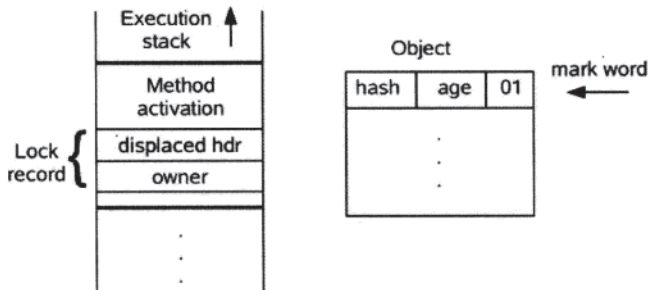 Execution
stack
Method
activation
Lock
record
displaced hdr
owner
Object
mark word
hash age 01